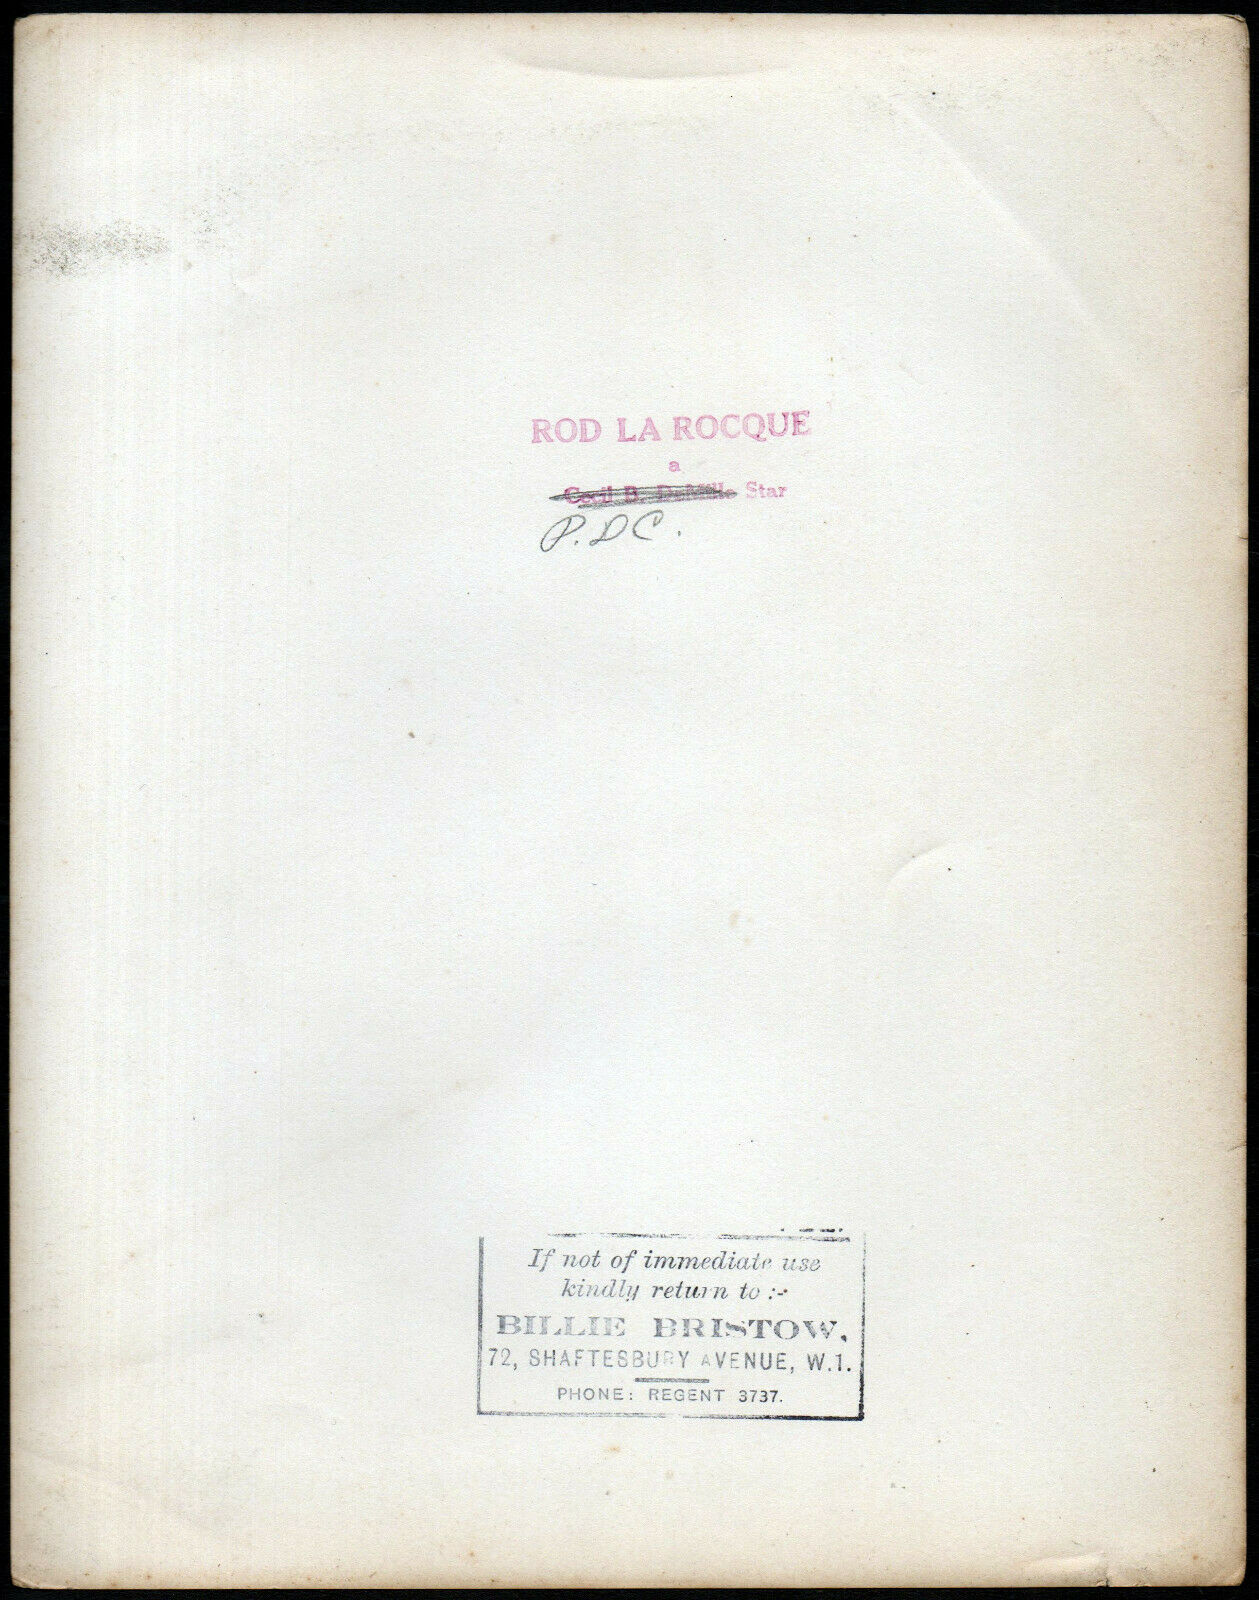 ROD LA ROCQUE
a
Cecil B. DeMille Star
P.D.C.
If not of immediate use
kindly return to :-
BILLIE BRISTOW,
72, SHAFTESBURY AVENUE, W.1.
PHONE: REGENT 3737.